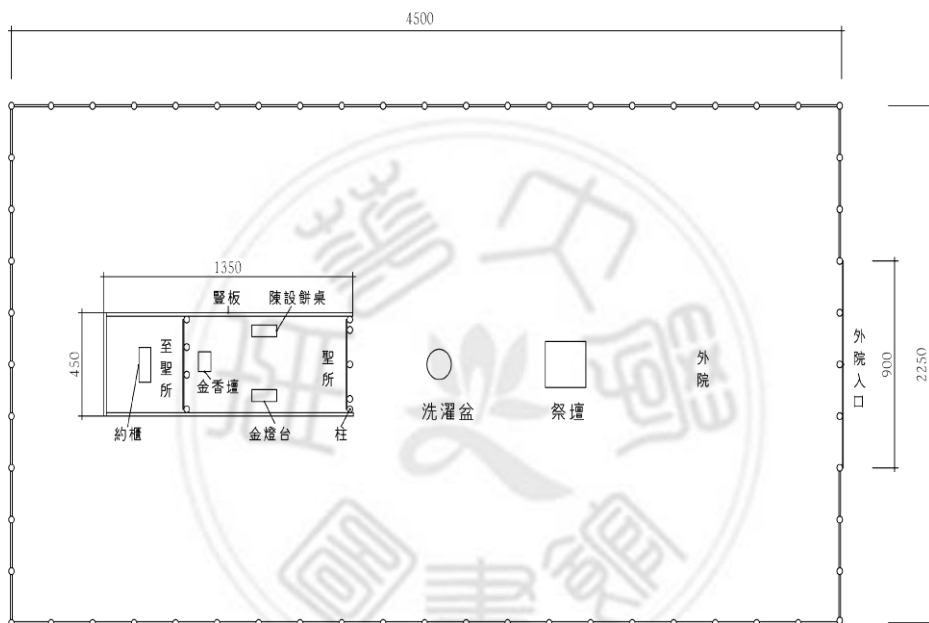 4500
1350
豎板
陳設餅桌
450
至聖所
金香壇
聖所
約櫃
金燈台
柱
洗濯盆
祭壇
外院
外院入口
900
2250